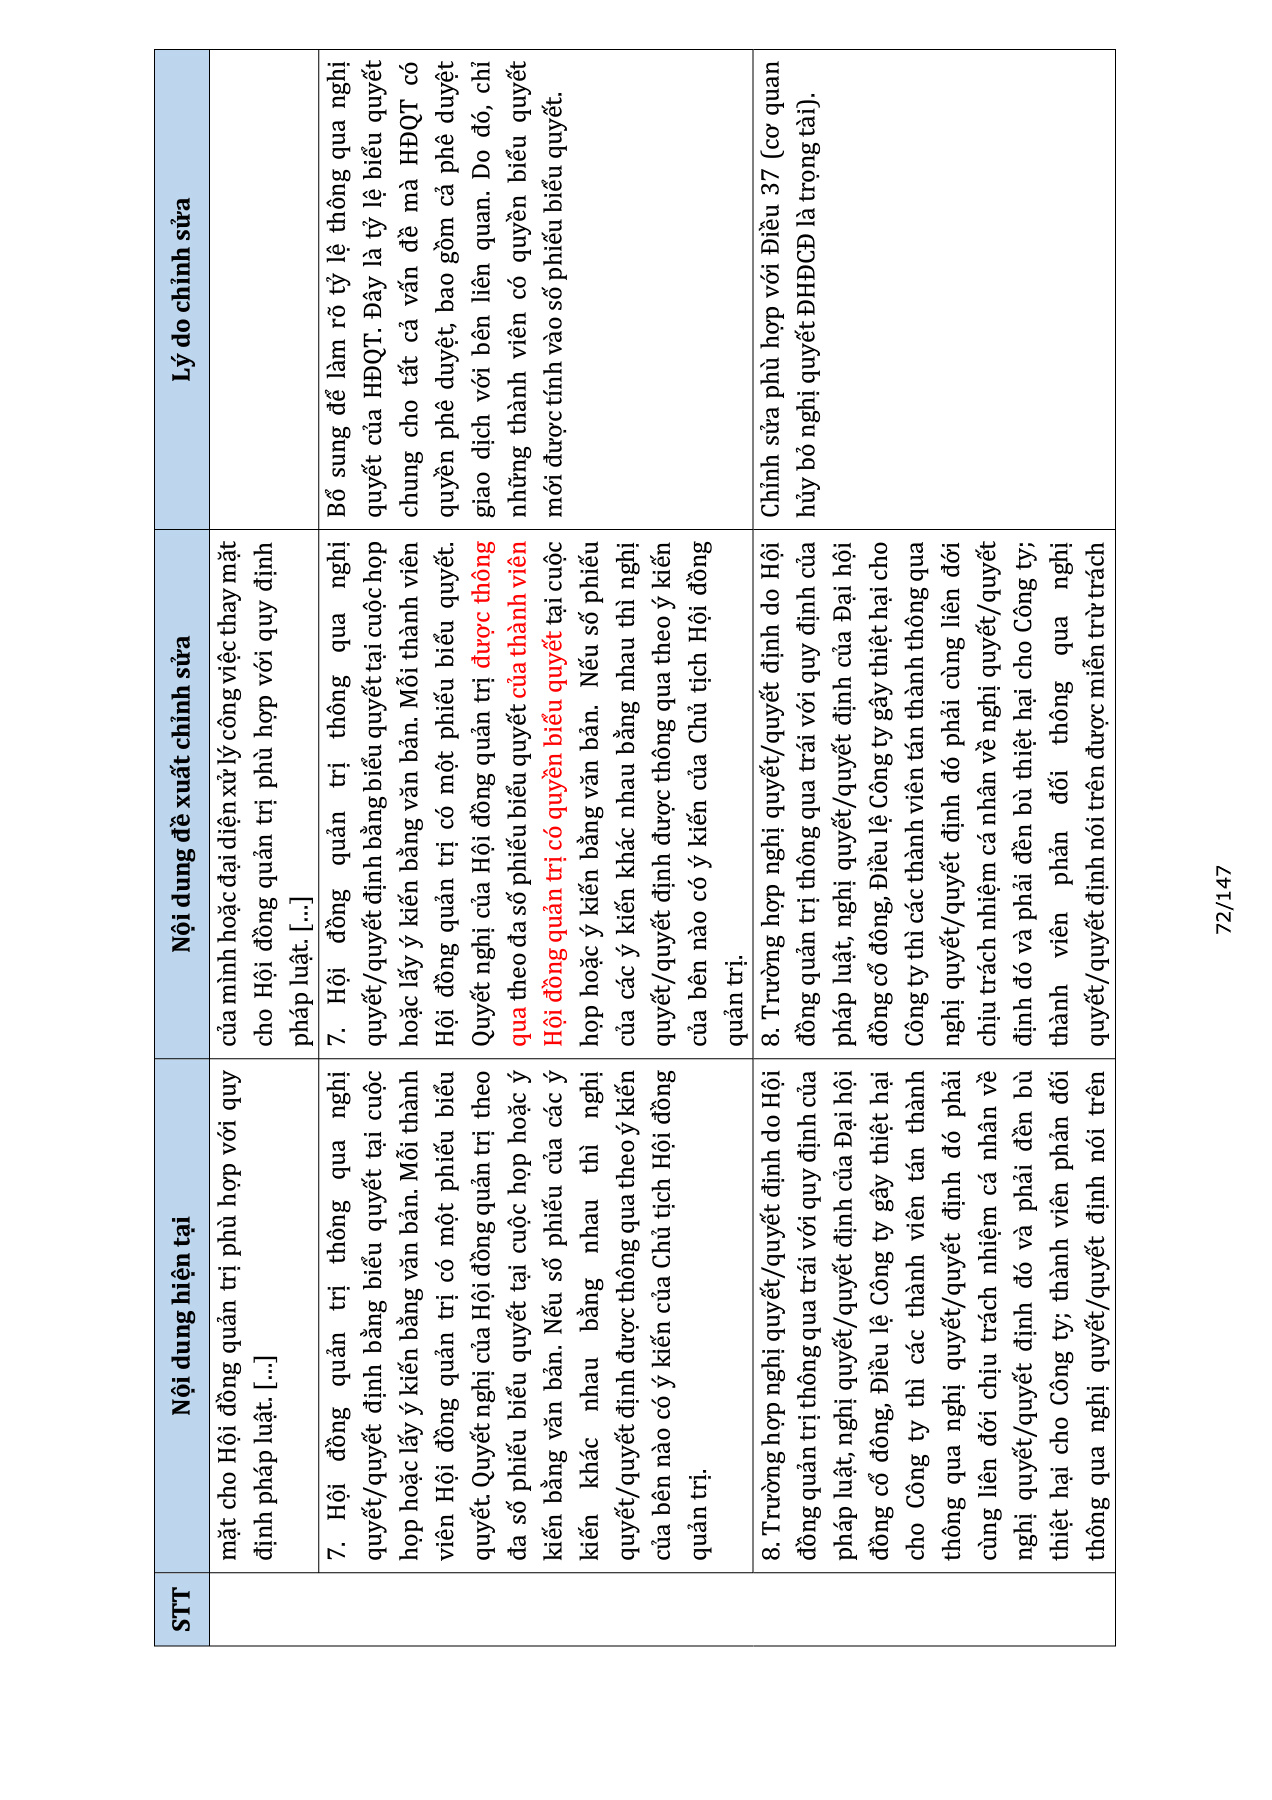 STT
Nội dung hiện tại
Nội dung đề xuất chỉnh sửa
Lý do chỉnh sửa
mặt cho Hội đồng quản trị phù hợp với quy
định pháp luật. [...]
của mình hoặc đại diện xử lý công việc thay mặt
cho Hội đồng quản trị phù hợp với quy định
pháp luật. [...]
7. Hội đồng quản trị thông qua nghị
quyết/quyết định bằng biểu quyết tại cuộc
họp hoặc lấy ý kiến bằng văn bản. Mỗi thành
viên Hội đồng quản trị có một phiếu biểu
quyết. Quyết nghị của Hội đồng quản trị theo
đa số phiếu biểu quyết tại cuộc họp hoặc ý
kiến bằng văn bản. Nếu số phiếu của các ý
kiến khác nhau bằng nhau thì nghị
quyết/quyết định được thông qua theo ý kiến
của bên nào có ý kiến của Chủ tịch Hội đồng
quản trị.
7. Hội đồng quản trị thông qua nghị
quyết/quyết định bằng biểu quyết tại cuộc họp
hoặc lấy ý kiến bằng văn bản. Mỗi thành viên
Hội đồng quản trị có một phiếu biểu quyết.
Quyết nghị của Hội đồng quản trị được thông
qua theo đa số phiếu biểu quyết của thành viên
Hội đồng quản trị có quyền biểu quyết tại cuộc
họp hoặc ý kiến bằng văn bản. Nếu số phiếu
của các ý kiến khác nhau bằng nhau thì nghị
quyết/quyết định được thông qua theo ý kiến
của bên nào có ý kiến của Chủ tịch Hội đồng
quản trị.
Bổ sung để làm rõ tỷ lệ thông qua nghị
quyết của HĐQT. Đây là tỷ lệ biểu quyết
chung cho tất cả vấn đề mà HĐQT có
quyền phê duyệt, bao gồm cả phê duyệt
giao dịch với bên liên quan. Do đó, chỉ
những thành viên có quyền biểu quyết
mới được tính vào số phiếu biểu quyết.
8. Trường hợp nghị quyết/quyết định do Hội
đồng quản trị thông qua trái với quy định của
pháp luật, nghị quyết/quyết định của Đại hội
đồng cổ đông, Điều lệ Công ty gây thiệt hại
cho Công ty thì các thành viên tán thành
thông qua nghị quyết/quyết định đó phải
cùng liên đới chịu trách nhiệm cá nhân về
nghị quyết/quyết định đó và phải đền bù
thiệt hại cho Công ty; thành viên phản đối
thông qua nghị quyết/quyết định nói trên
8. Trường hợp nghị quyết/quyết định do Hội
đồng quản trị thông qua trái với quy định của
pháp luật, nghị quyết/quyết định của Đại hội
đồng cổ đông, Điều lệ Công ty gây thiệt hại cho
Công ty thì các thành viên tán thành thông qua
nghị quyết/quyết định đó phải cùng liên đới
chịu trách nhiệm cá nhân về nghị quyết/quyết
định đó và phải đền bù thiệt hại cho Công ty;
thành viên phản đối thông qua nghị
quyết/quyết định nói trên được miễn trừ trách
Chỉnh sửa phù hợp với Điều 37 (cơ quan
hủy bỏ nghị quyết ĐHĐCĐ là trọng tài).
72/147